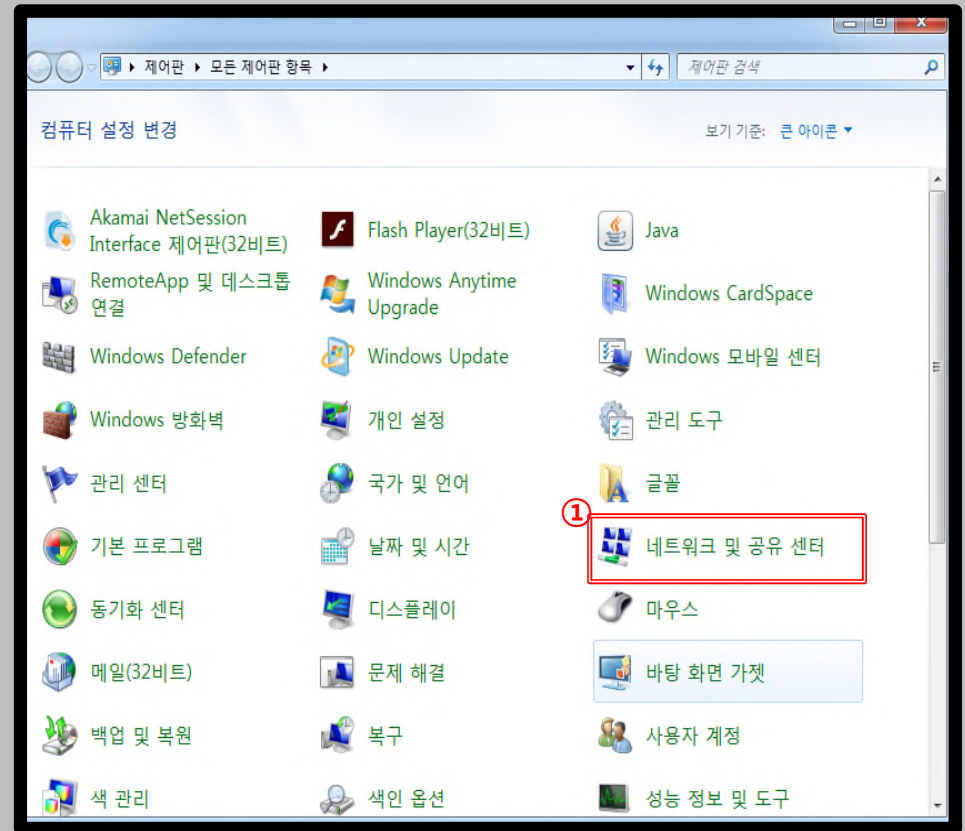 제어판 ▸ 모든 제어판 항목 ▸
제어판 검색
컴퓨터 설정 변경
보기 기준: 큰 아이콘 ▼
Akamai NetSession
Interface 제어판(32비트)
Flash Player(32비트)
Java
RemoteApp 및 데스크톱
연결
Windows Anytime
Upgrade
Windows CardSpace
Windows Defender
Windows Update
Windows 모바일 센터
Windows 방화벽
개인 설정
관리 도구
관리 센터
국가 및 언어
글꼴
기본 프로그램
날짜 및 시간
①
네트워크 및 공유 센터
동기화 센터
디스플레이
마우스
메일(32비트)
문제 해결
바탕 화면 가젯
백업 및 복원
복구
사용자 계정
색 관리
색인 옵션
성능 정보 및 도구